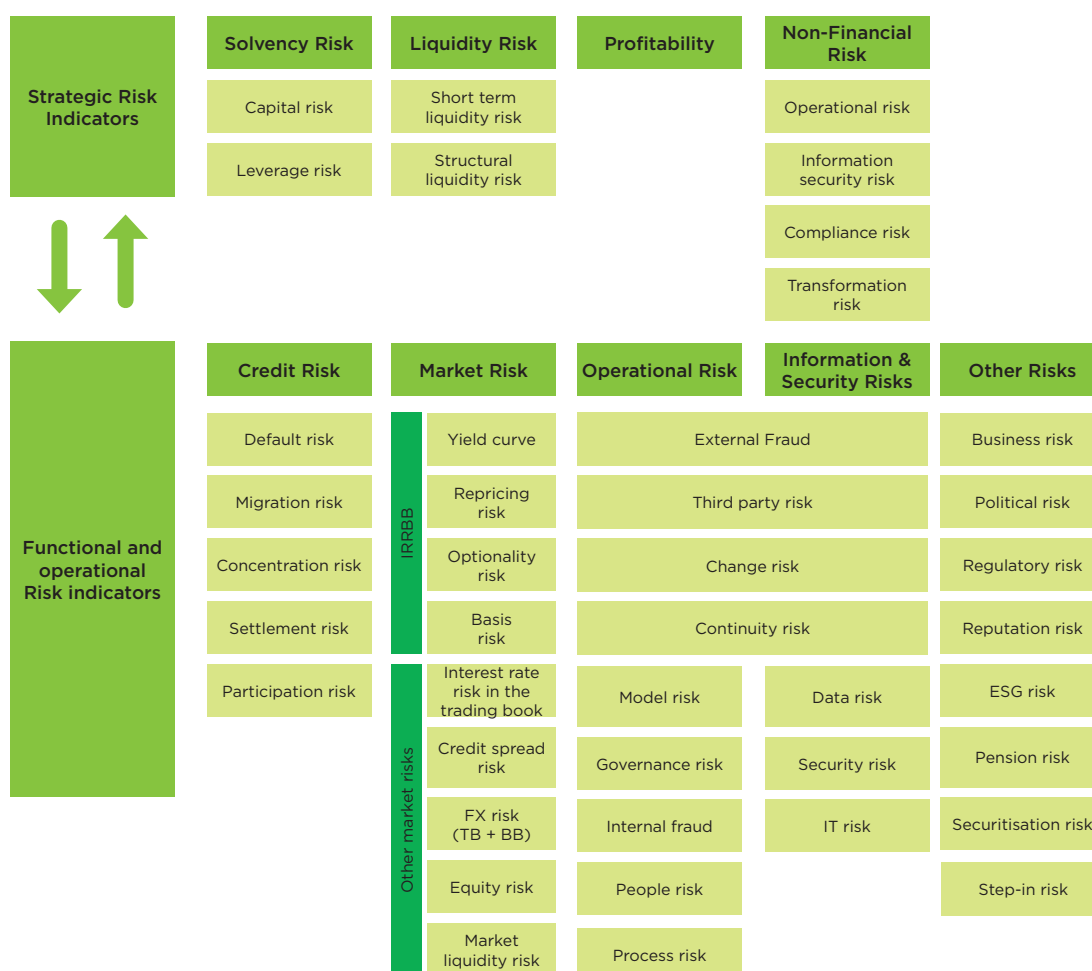 Strategic Risk
Indicators
Solvency Risk
Capital risk
Leverage risk
Liquidity Risk
Short term
liquidity risk
Structural
liquidity risk
Profitability
Non-Financial
Risk
Operational risk
Information
security risk
Compliance risk
Transformation
risk
Functional and
operational
Risk indicators
Credit Risk
Default risk
Migration risk
Concentration risk
Settlement risk
Participation risk
Market Risk
IRRBB
Yield curve
Repricing
risk
Optionality
risk
Basis
risk
Other market risks
Interest rate
risk in the
trading book
Credit spread
risk
FX risk
(TB + BB)
Equity risk
Market
liquidity risk
Operational Risk
Information &
Security Risks
External Fraud
Third party risk
Change risk
Continuity risk
Model risk
Governance risk
Internal fraud
People risk
Process risk
Data risk
Security risk
IT risk
Other Risks
Business risk
Political risk
Regulatory risk
Reputation risk
ESG risk
Pension risk
Securitisation risk
Step-in risk